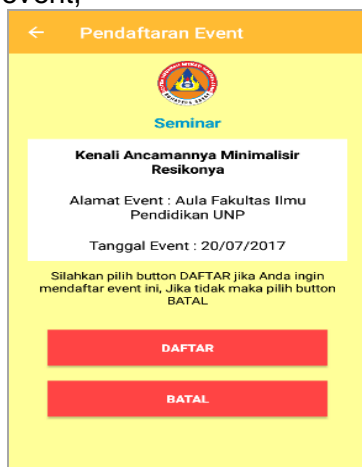 event,
Pendaftaran Event
Seminar
Kenali Ancamannya Minimalisir
Resikonya
Alamat Event : Aula Fakultas Ilmu
Pendidikan UNP
Tanggal Event : 20/07/2017
Silahkan pilih button DAFTAR jika Anda ingin
mendaftar event ini, Jika tidak maka pilih button
BATAL
DAFTAR
BATAL